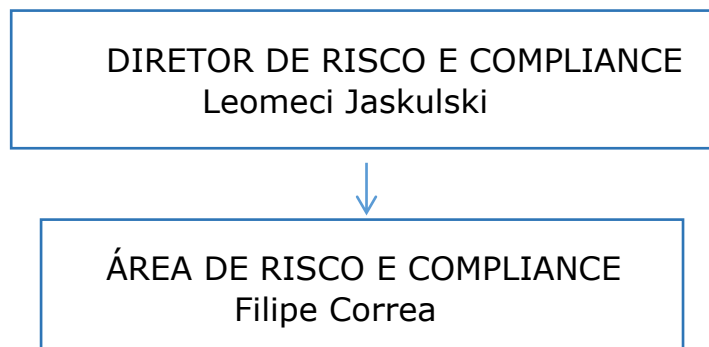 DIRETOR DE RISCO E COMPLIANCE
Leomeci Jaskulski
ÁREA DE RISCO E COMPLIANCE
Filipe Correa